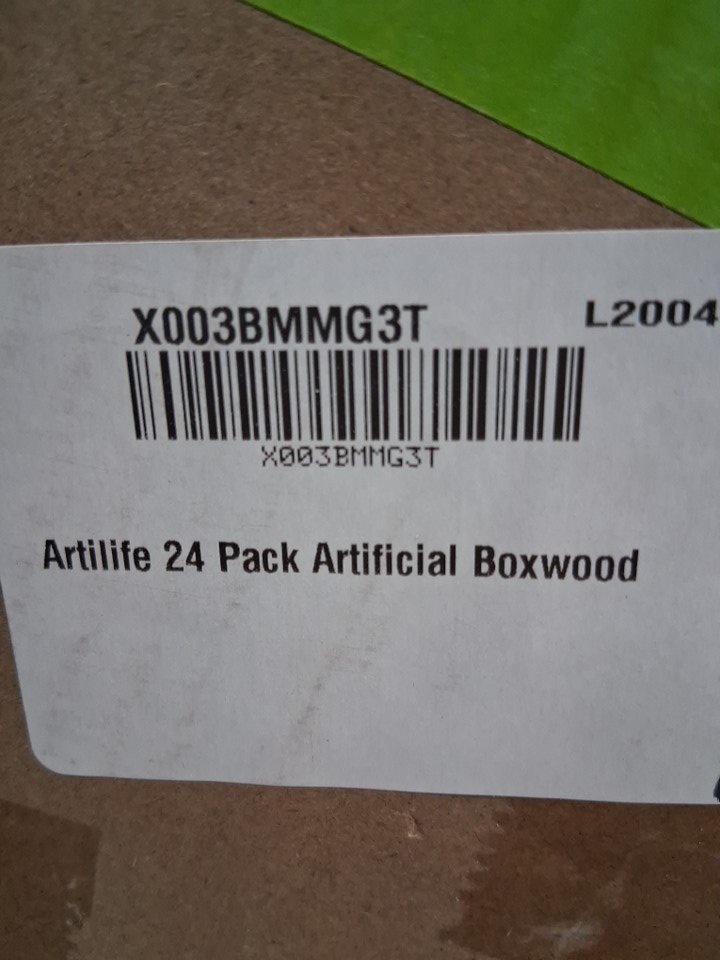 X003BMMG3T L2004
X003BMMG3T
Artilife 24 Pack Artificial Boxwood